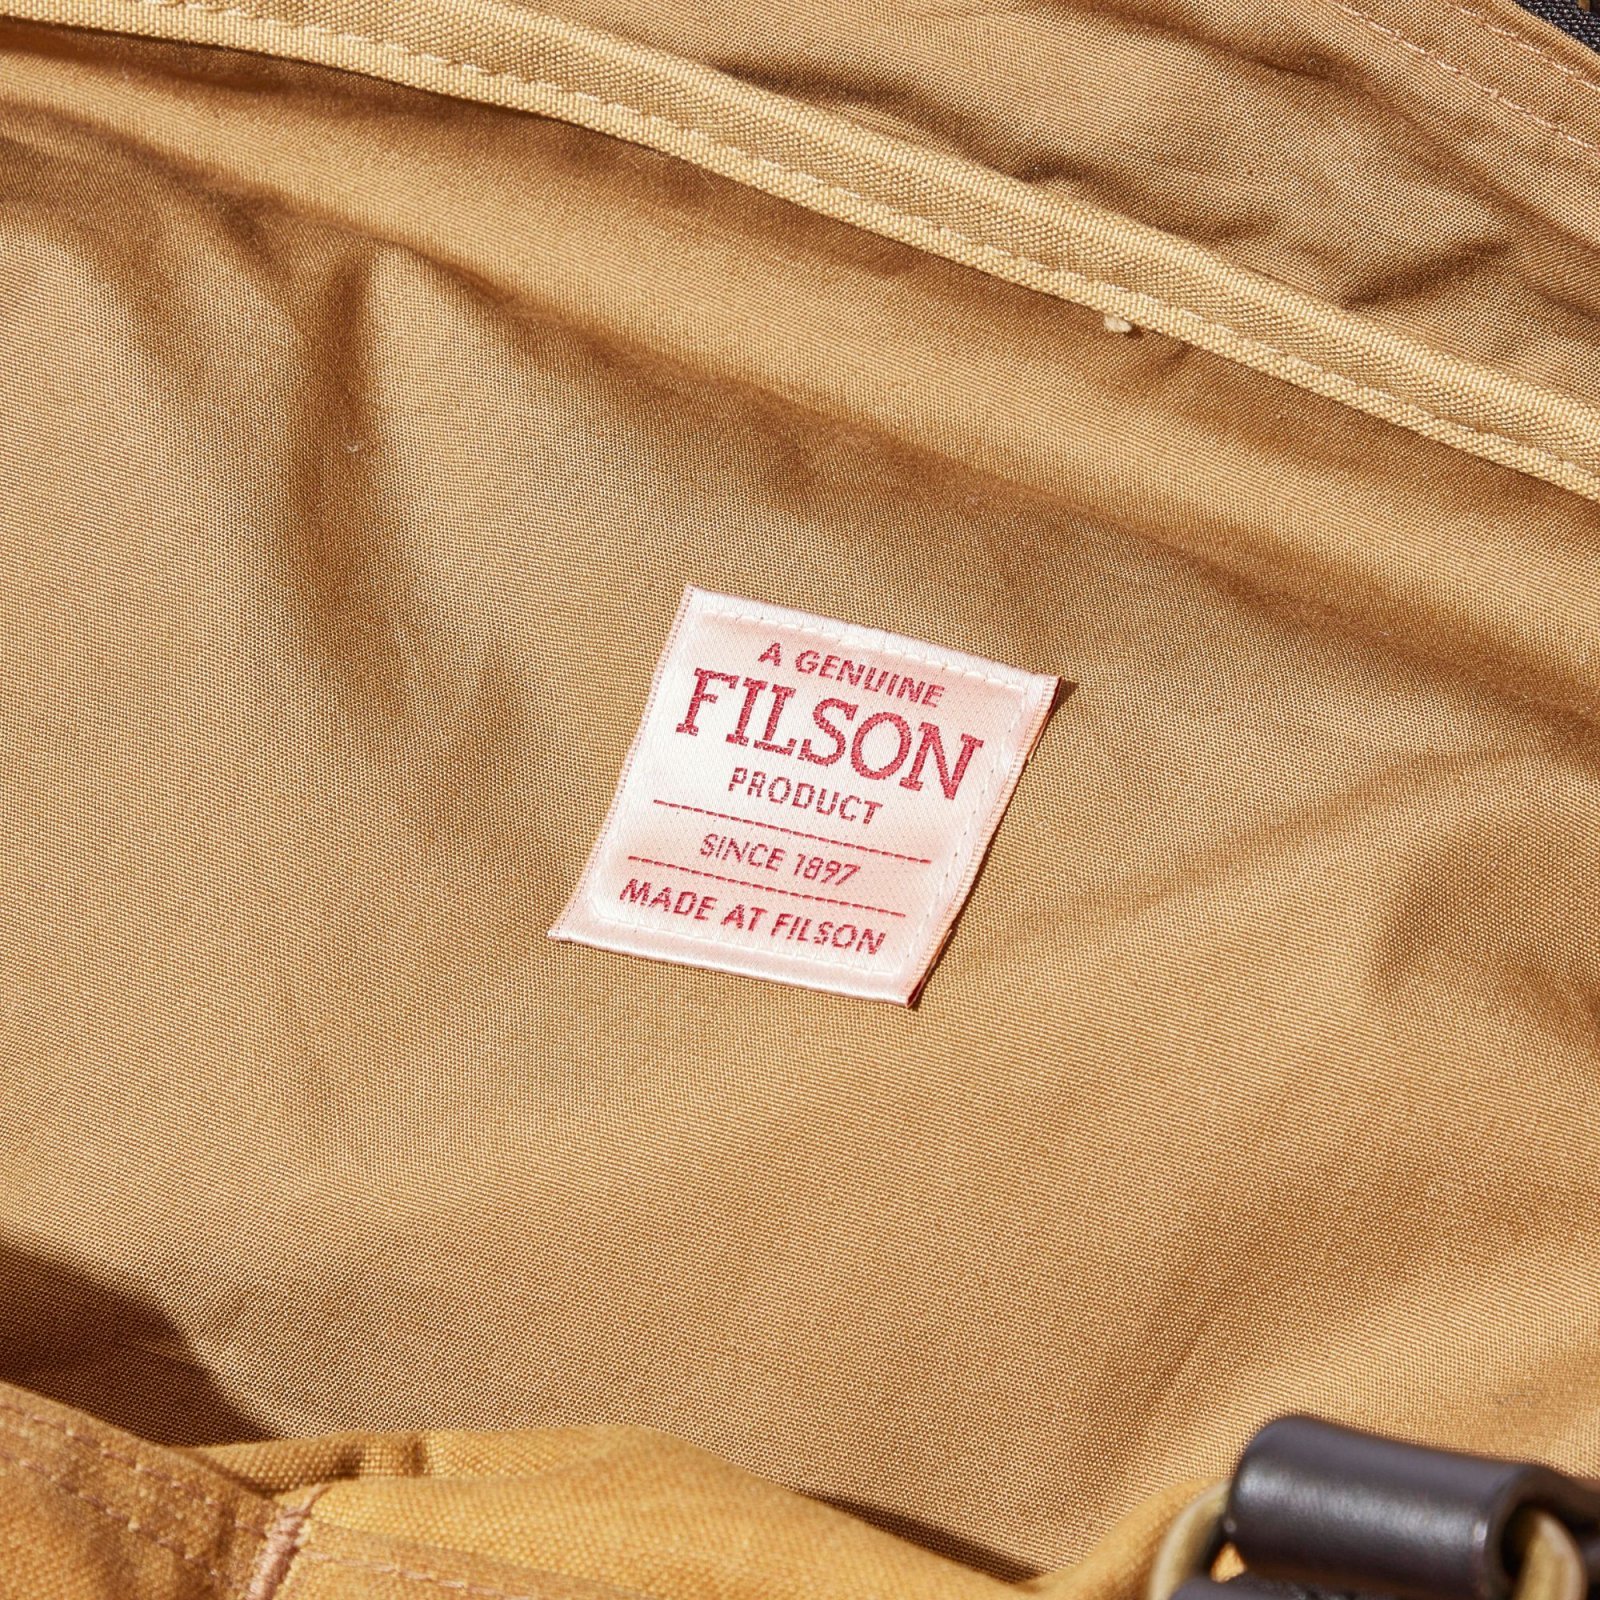 A GENUINE
FILSON
PRODUCT
SINCE 1897
MADE AT FILSON